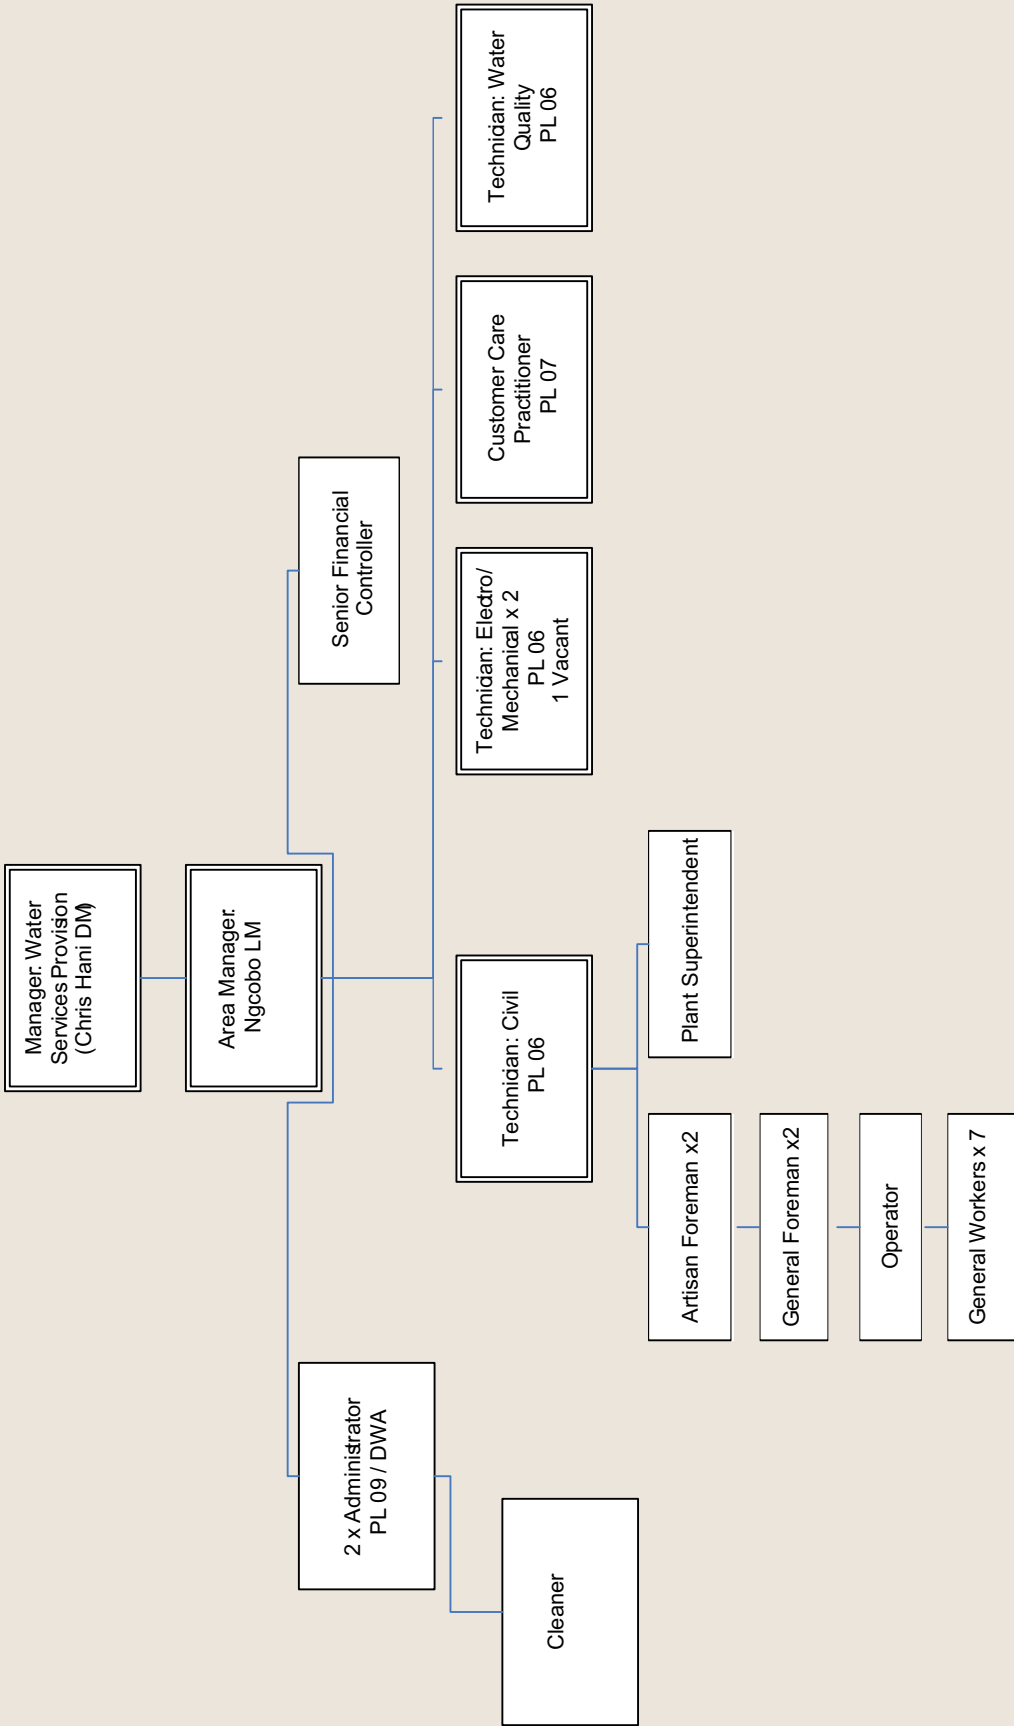 Manager: Water
Services Provision
(Chris Hani DM)
Area Manager:
Ngcobo LM
2 x Administrator
PL 09 / DWA
Senior Financial
Controller
Cleaner
Technician: Civil
PL 06
Technician: Electro/
Mechanical x 2
PL 06
1 Vacant
Customer Care
Practitioner
PL 07
Technician: Water
Quality
PL 06
Artisan Foreman x2
Plant Superintendent
General Foreman x2
Operator
General Workers x 7